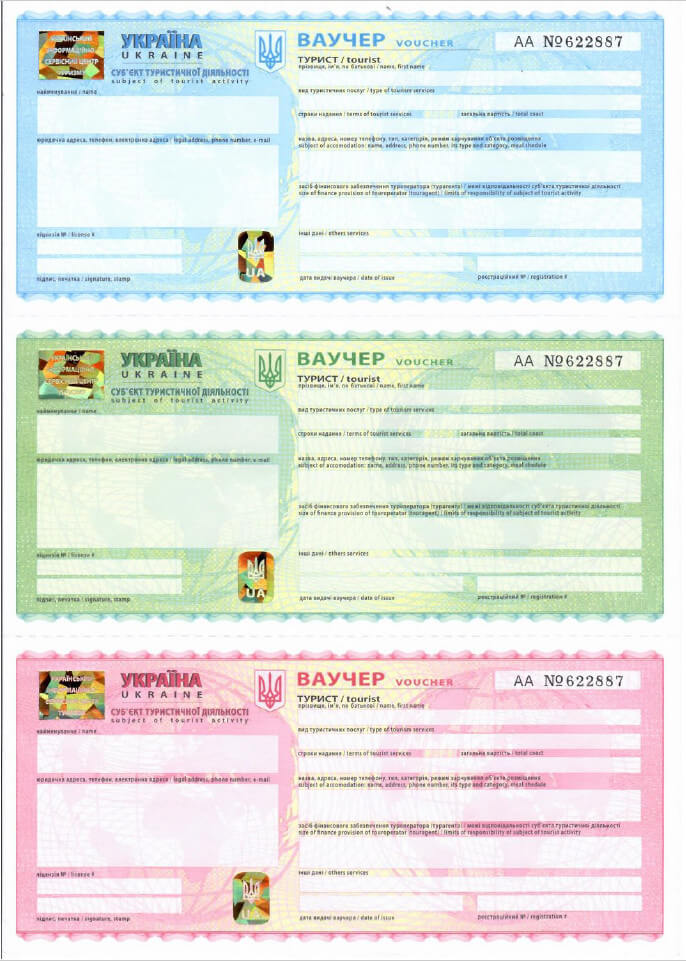 УКРАЇНСЬКИЙ
ІНФОРМАЦІЙНО
СЕРВІСНИЙ ЦЕНТР
ТУРИЗМУ
УКРАЇНА
UKRAINE
СУБ'ЄКТ ТУРИСТИЧНОЇ ДІЯЛЬНОСТІ
subject of tourist activity
найменування / name
юридична адреса, телефон, електронна адреса / legal address, phone number, e-mail
ліцензія № / license #
підпис, печатка / signature, stamp
UA
ВАУЧЕР VOUCHER
АА №622887
ТУРИСТ / tourist
прізвище, ім'я, по батькові / name, first name
вид туристичних послуг / type of tourism services
строки надання / terms of tourist services
загальна вартість / total coast
назва, адреса, номер телефону, тип, категорія, режим харчування об'єкта розміщення
subject of accomodation: name, address, phone number, its type and category, meal shedule
засіб фінансового забезпечення туроператора (турагента) / межі відповідальності суб'єкта туристичної діяльності
size of finance provision of touroperator (touragent) / limits of responsibility of subject of tourist activity
інші дані / others services
дата видачі ваучера / date of issue
реєстраційний № / registration #
УКРАЇНА
UKRAINE
СУБ'ЄКТ ТУРИСТИЧНОЇ ДІЯЛЬНОСТІ
subject of tourist activity
найменування / name
юридична адреса, телефон, електронна адреса / legal address, phone number, e-mail
ліцензія № / license #
підпис, печатка / signature, stamp
UA
ВАУЧЕР VOUCHER
АА №622887
ТУРИСТ / tourist
прізвище, ім'я, по батькові / name, first name
вид туристичних послуг / type of tourism services
строки надання / terms of tourist services
загальна вартість / total coast
назва, адреса, номер телефону, тип, категорія, режим харчування об'єкта розміщення
subject of accomodation: name, address, phone number, its type and category, meal shedule
засіб фінансового забезпечення туроператора (турагента) / межі відповідальності суб'єкта туристичної діяльності
size of finance provision of touroperator (touragent) / limits of responsibility of subject of tourist activity
інші дані / others services
дата видачі ваучера / date of issue
реєстраційний № / registration #
УКРАЇНА
UKRAINE
СУБ'ЄКТ ТУРИСТИЧНОЇ ДІЯЛЬНОСТІ
subject of tourist activity
найменування / name
юридична адреса, телефон, електронна адреса / legal address, phone number, e-mail
ліцензія № / license #
підпис, печатка / signature, stamp
UA
ВАУЧЕР VOUCHER
АА №622887
ТУРИСТ / tourist
прізвище, ім'я, по батькові / name, first name
вид туристичних послуг / type of tourism services
строки надання / terms of tourist services
загальна вартість / total coast
назва, адреса, номер телефону, тип, категорія, режим харчування об'єкта розміщення
subject of accomodation: name, address, phone number, its type and category, meal shedule
засіб фінансового забезпечення туроператора (турагента) / межі відповідальності суб'єкта туристичної діяльності
size of finance provision of touroperator (touragent) / limits of responsibility of subject of tourist activity
інші дані / others services
дата видачі ваучера / date of issue
реєстраційний № / registration #